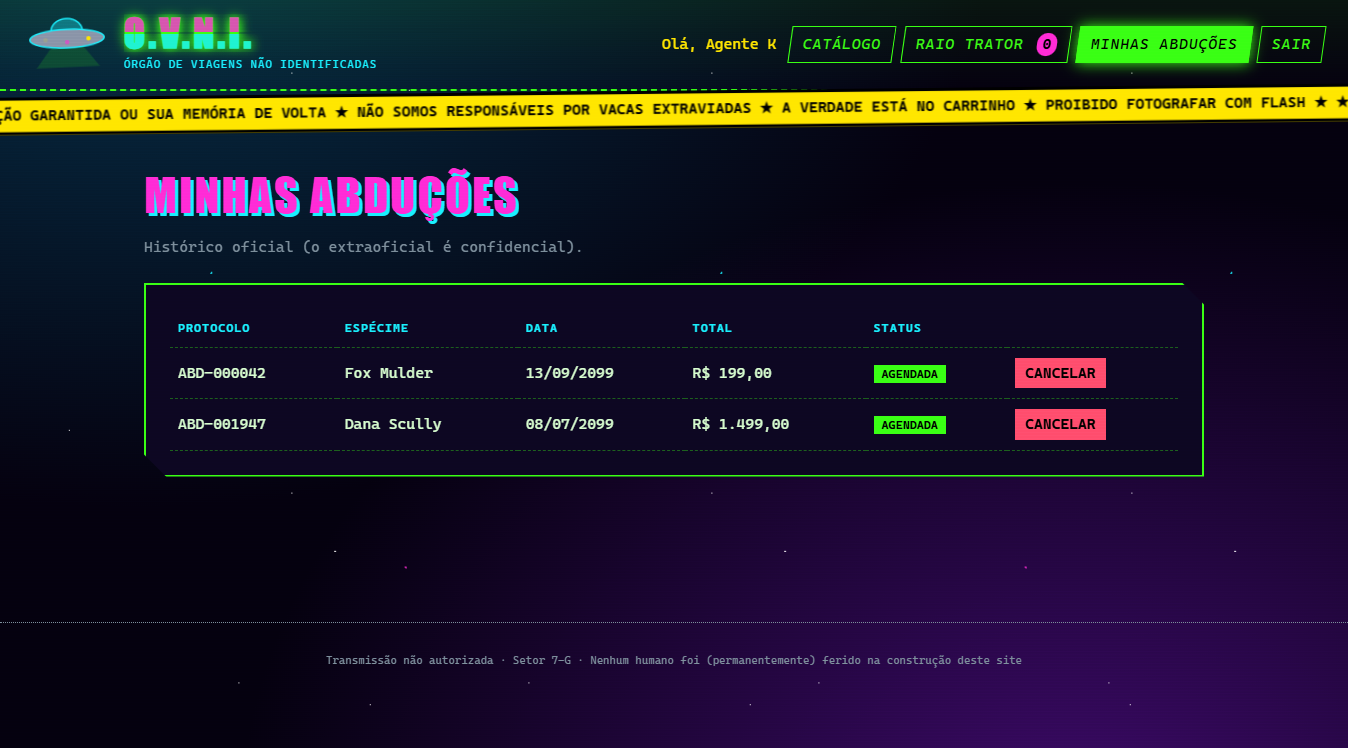 O.V.N.I.
ÓRGÃO DE VIAGENS NÃO IDENTIFICADAS
Olá, Agente K
CATÁLOGO
RAIO TRATOR 0
MINHAS ABDUÇÕES
SAIR
ÇÃO GARANTIDA OU SUA MEMÓRIA DE VOLTA ★ NÃO SOMOS RESPONSÁVEIS POR VACAS EXTRAVIADAS ★ A VERDADE ESTÁ NO CARRINHO ★ PROIBIDO FOTOGRAFAR COM FLASH ★ ★
MINHAS ABDUÇÕES
Histórico oficial (o extraoficial é confidencial).
PROTOCOLO ESPÉCIME DATA TOTAL STATUS
ABD-000042 Fox Mulder 13/09/2099 R$ 199,00 AGENDADA CANCELAR
ABD-001947 Dana Scully 08/07/2099 R$ 1.499,00 AGENDADA CANCELAR
Transmissão não autorizada · Setor 7-G · Nenhum humano foi (permanentemente) ferido na construção deste site